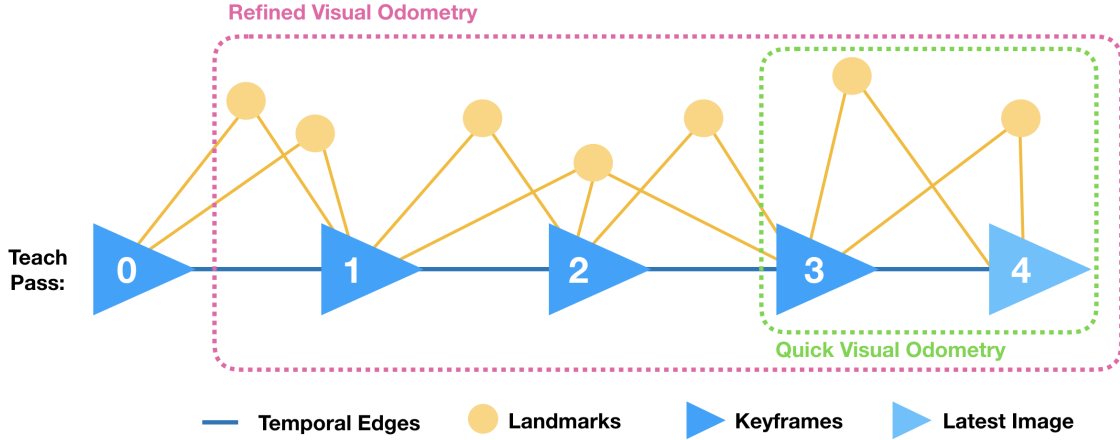 Refined Visual Odometry
Teach
Pass:
0
1
2
3
4
Quick Visual Odometry
Temporal Edges
Landmarks
Keyframes
Latest Image